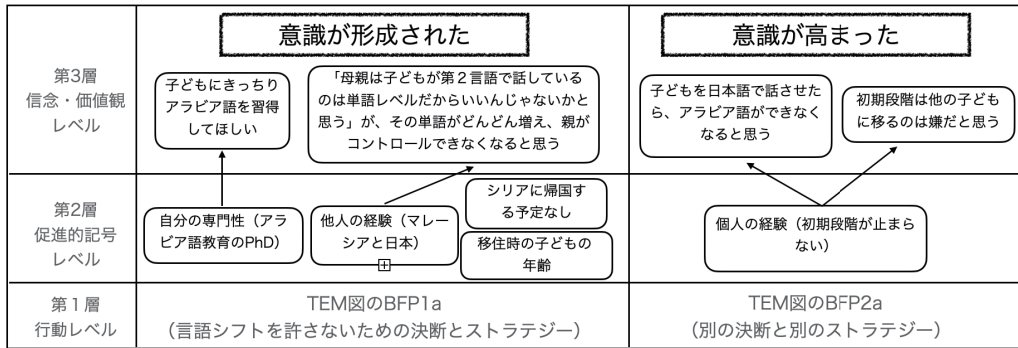 意識が形成された
意識が高まった
第3層
信念・価値観
レベル
子どもにきっちり
アラビア語を習得
してほしい
「母親は子どもが第２言語で話している
のは単語レベルだからいいんじゃないかと
思う」が、その単語がどんどん増え、親が
コントロールできなくなると思う
子どもを日本語で話させた
ら、アラビア語ができなく
なると思う
初期段階は他の子ども
に移るのは嫌だと思う
第2層
促進的記号
レベル
自分の専門性（アラ
ビア語教育のPhD）
他人の経験（マレー
シアと日本）
シリアに帰国す
る予定なし
移住時の子どもの
年齢
個人の経験（初期段階が止まら
ない）
第１層
行動レベル
TEM図のBFP1a
（言語シフトを許さないための決断とストラテジー）
TEM図のBFP2a
（別の決断と別のストラテジー）